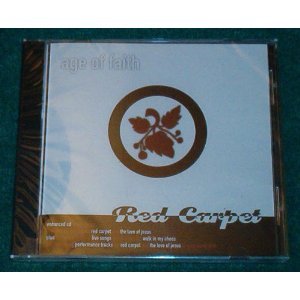 age of faith
Red Carpet
enhanced cd red carpet the love of jesus
plus live songs walk in my shoes
performance tracks red carpet the love of jesus